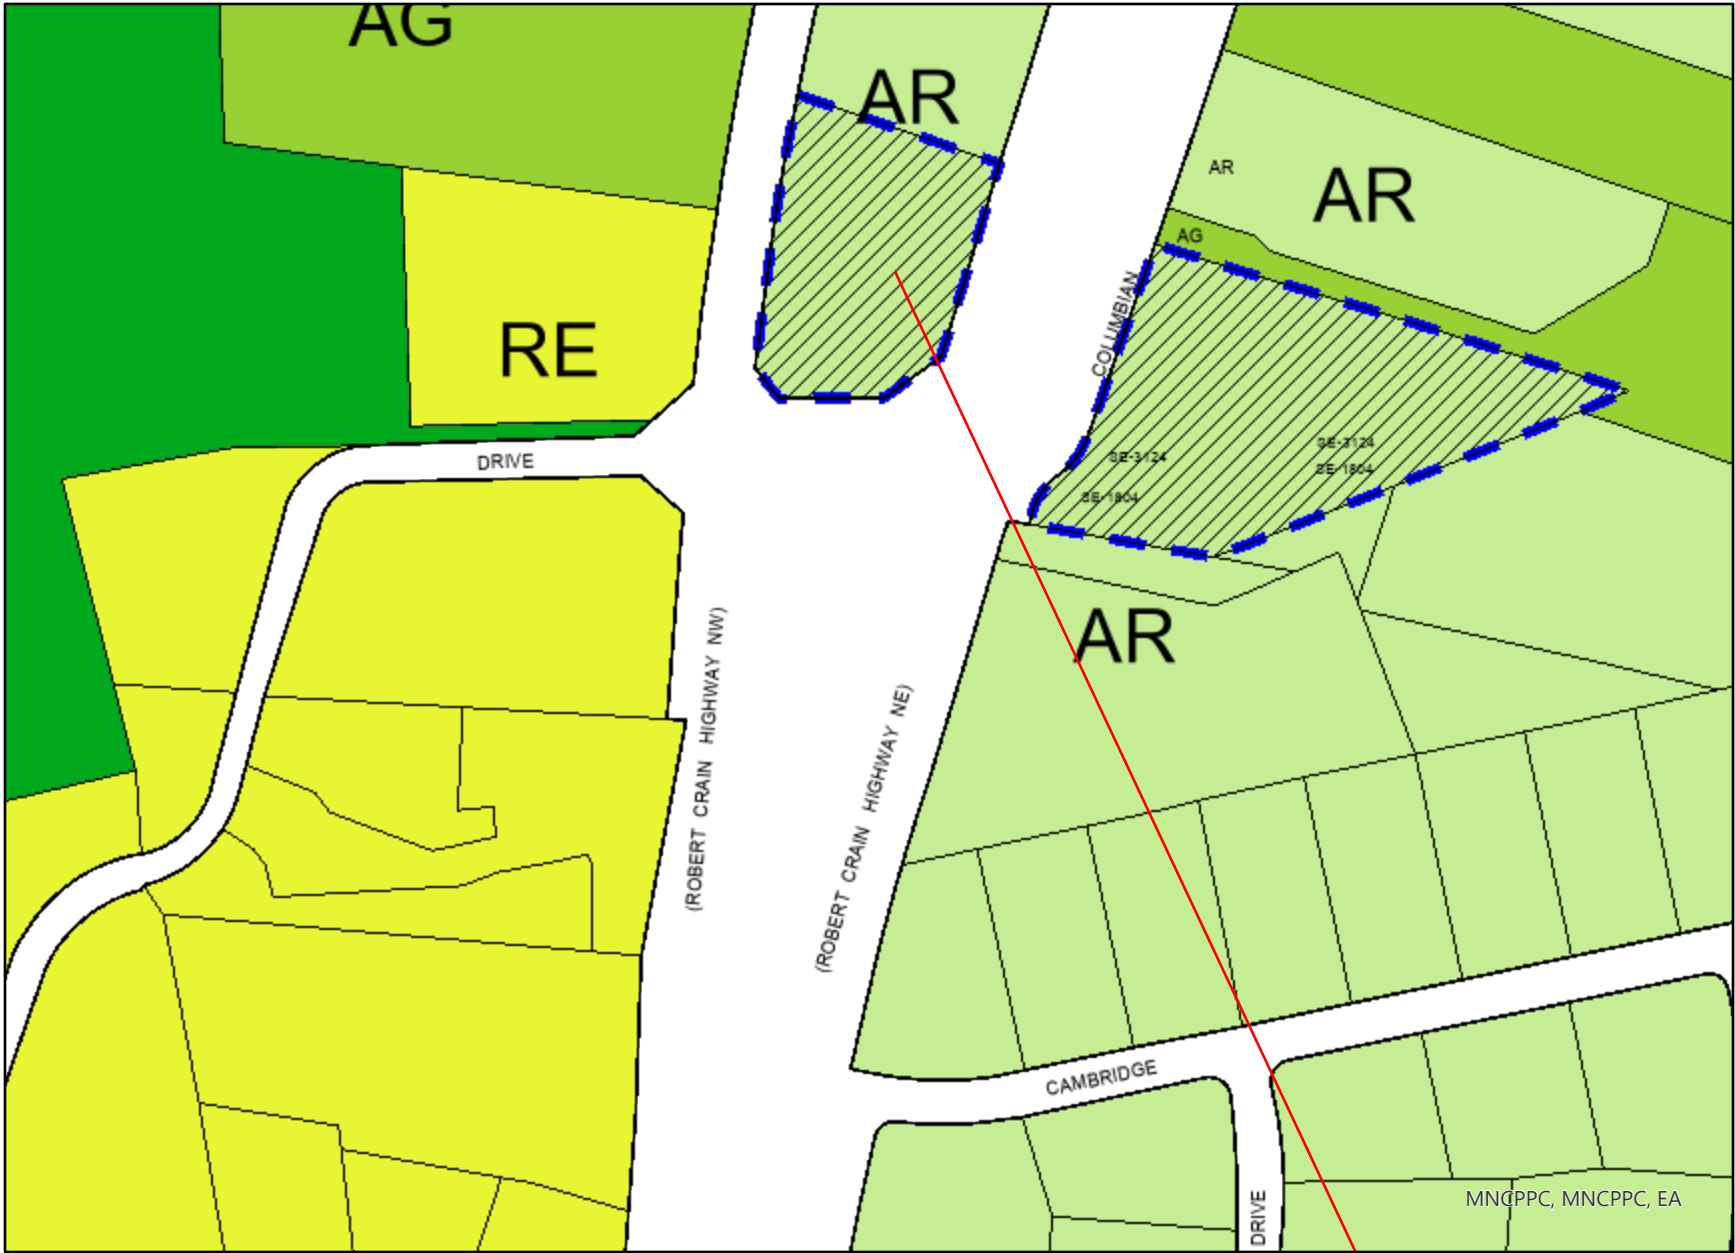 AG
AR
AR
AR
AG
RE
COLUMBIAN
DRIVE
SE-3124
SE-3124
SE-1804
SE-1804
AR
(ROBERT CRAIN HIGHWAY NW)
(ROBERT CRAIN HIGHWAY NE)
CAMBRIDGE
DRIVE
MNCPPC, MNCPPC, EA